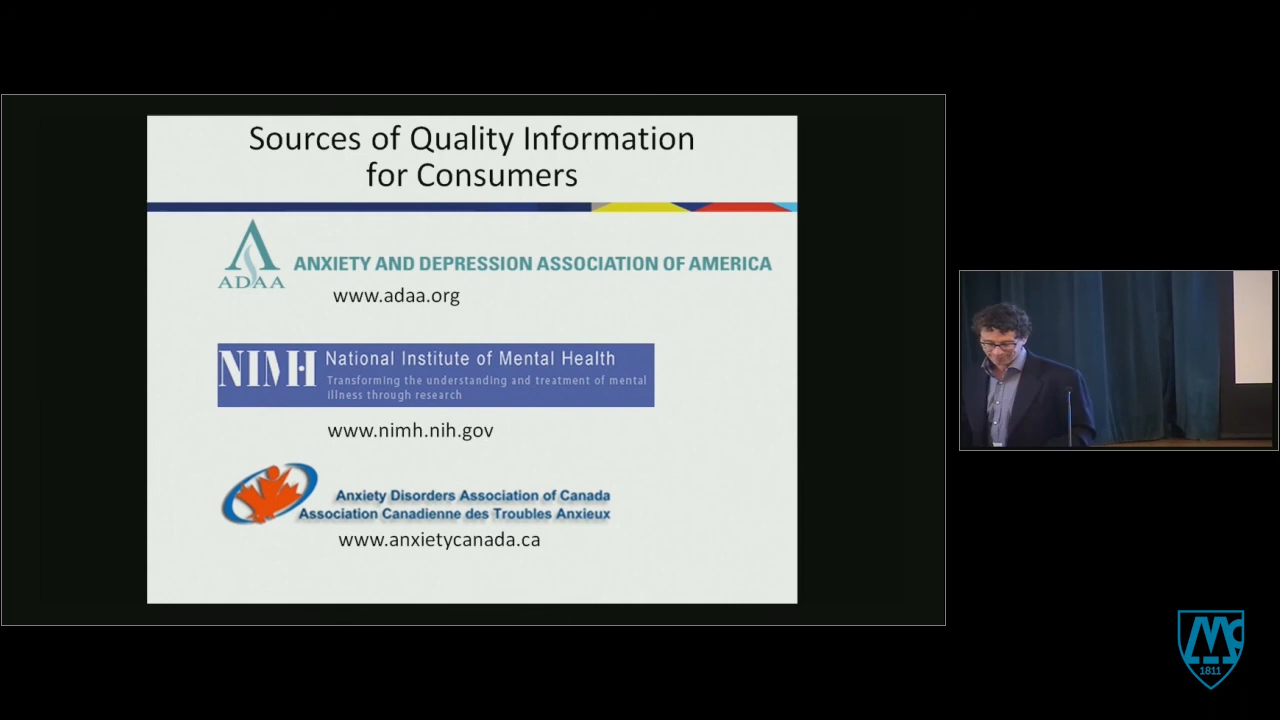 Sources of Quality Information
for Consumers
ADAA
ANXIETY AND DEPRESSION ASSOCIATION OF AMERICA
www.adaa.org
NIMH
National Institute of Mental Health
Transforming the understanding and treatment of mental
illness through research
www.nimh.nih.gov
Anxiety Disorders Association of Canada
Association Canadienne des Troubles Anxieux
www.anxietycanada.ca
Mc
1811